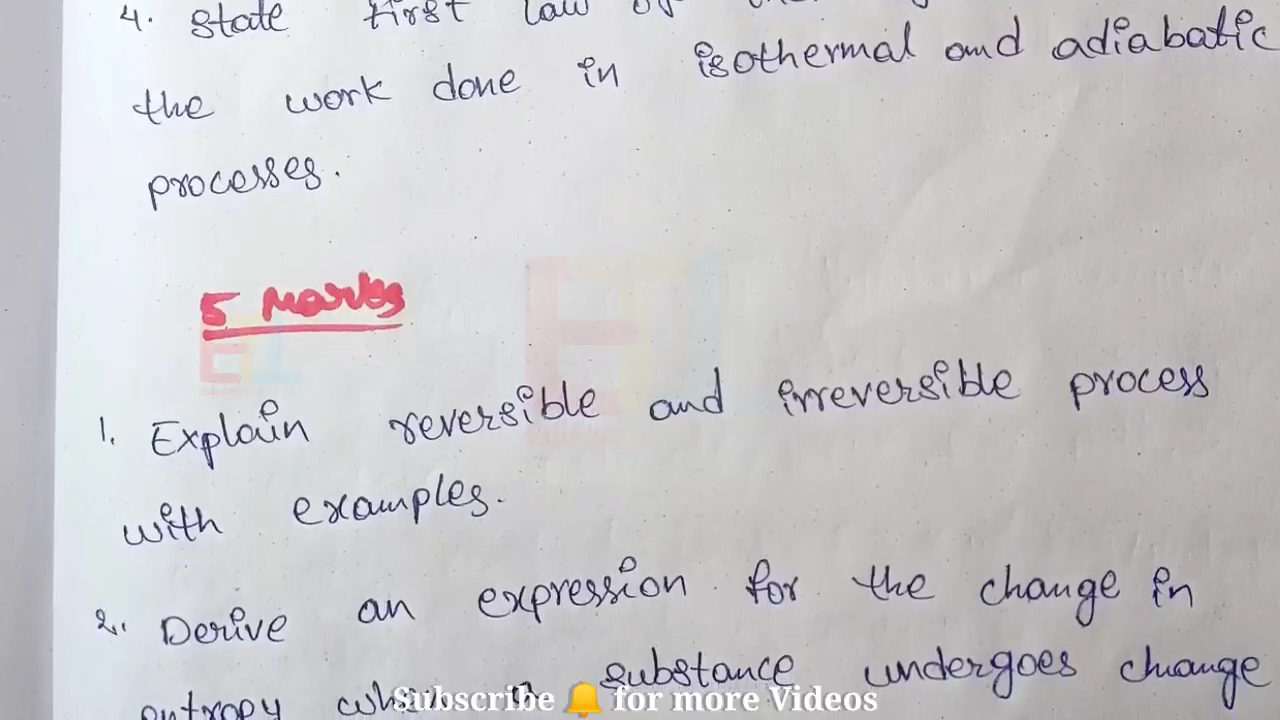 4. State first law of
the work done in isothermal and adiabatic
processes.
5 Marks
1. Explain reversible and irreversible process
with examples.
2. Derive an expression for the change in
entropy when a substance undergoes change
Subscribe 🔔 for more Videos